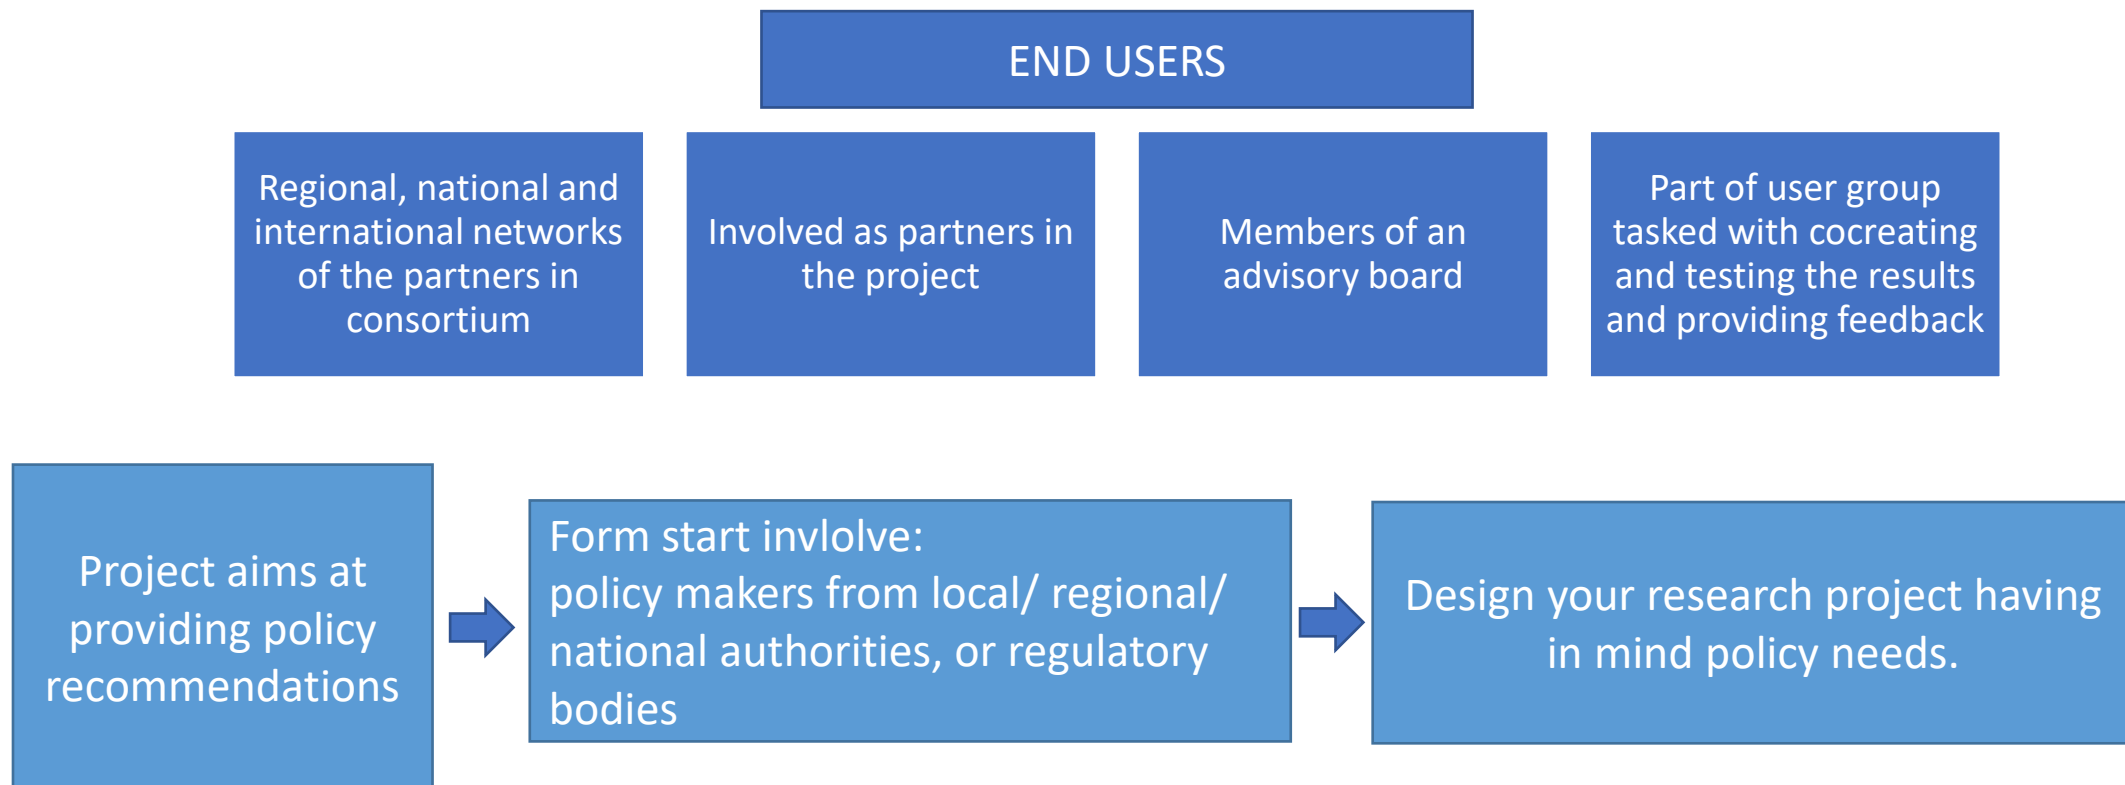 END USERS
Regional, national and
international networks
of the partners in
consortium
Involved as partners in
the project
Members of an
advisory board
Part of user group
tasked with cocreating
and testing the results
and providing feedback
Project aims at
providing policy
recommendations
Form start invlolve:
policy makers from local/ regional/
national authorities, or regulatory
bodies
Design your research project having
in mind policy needs.